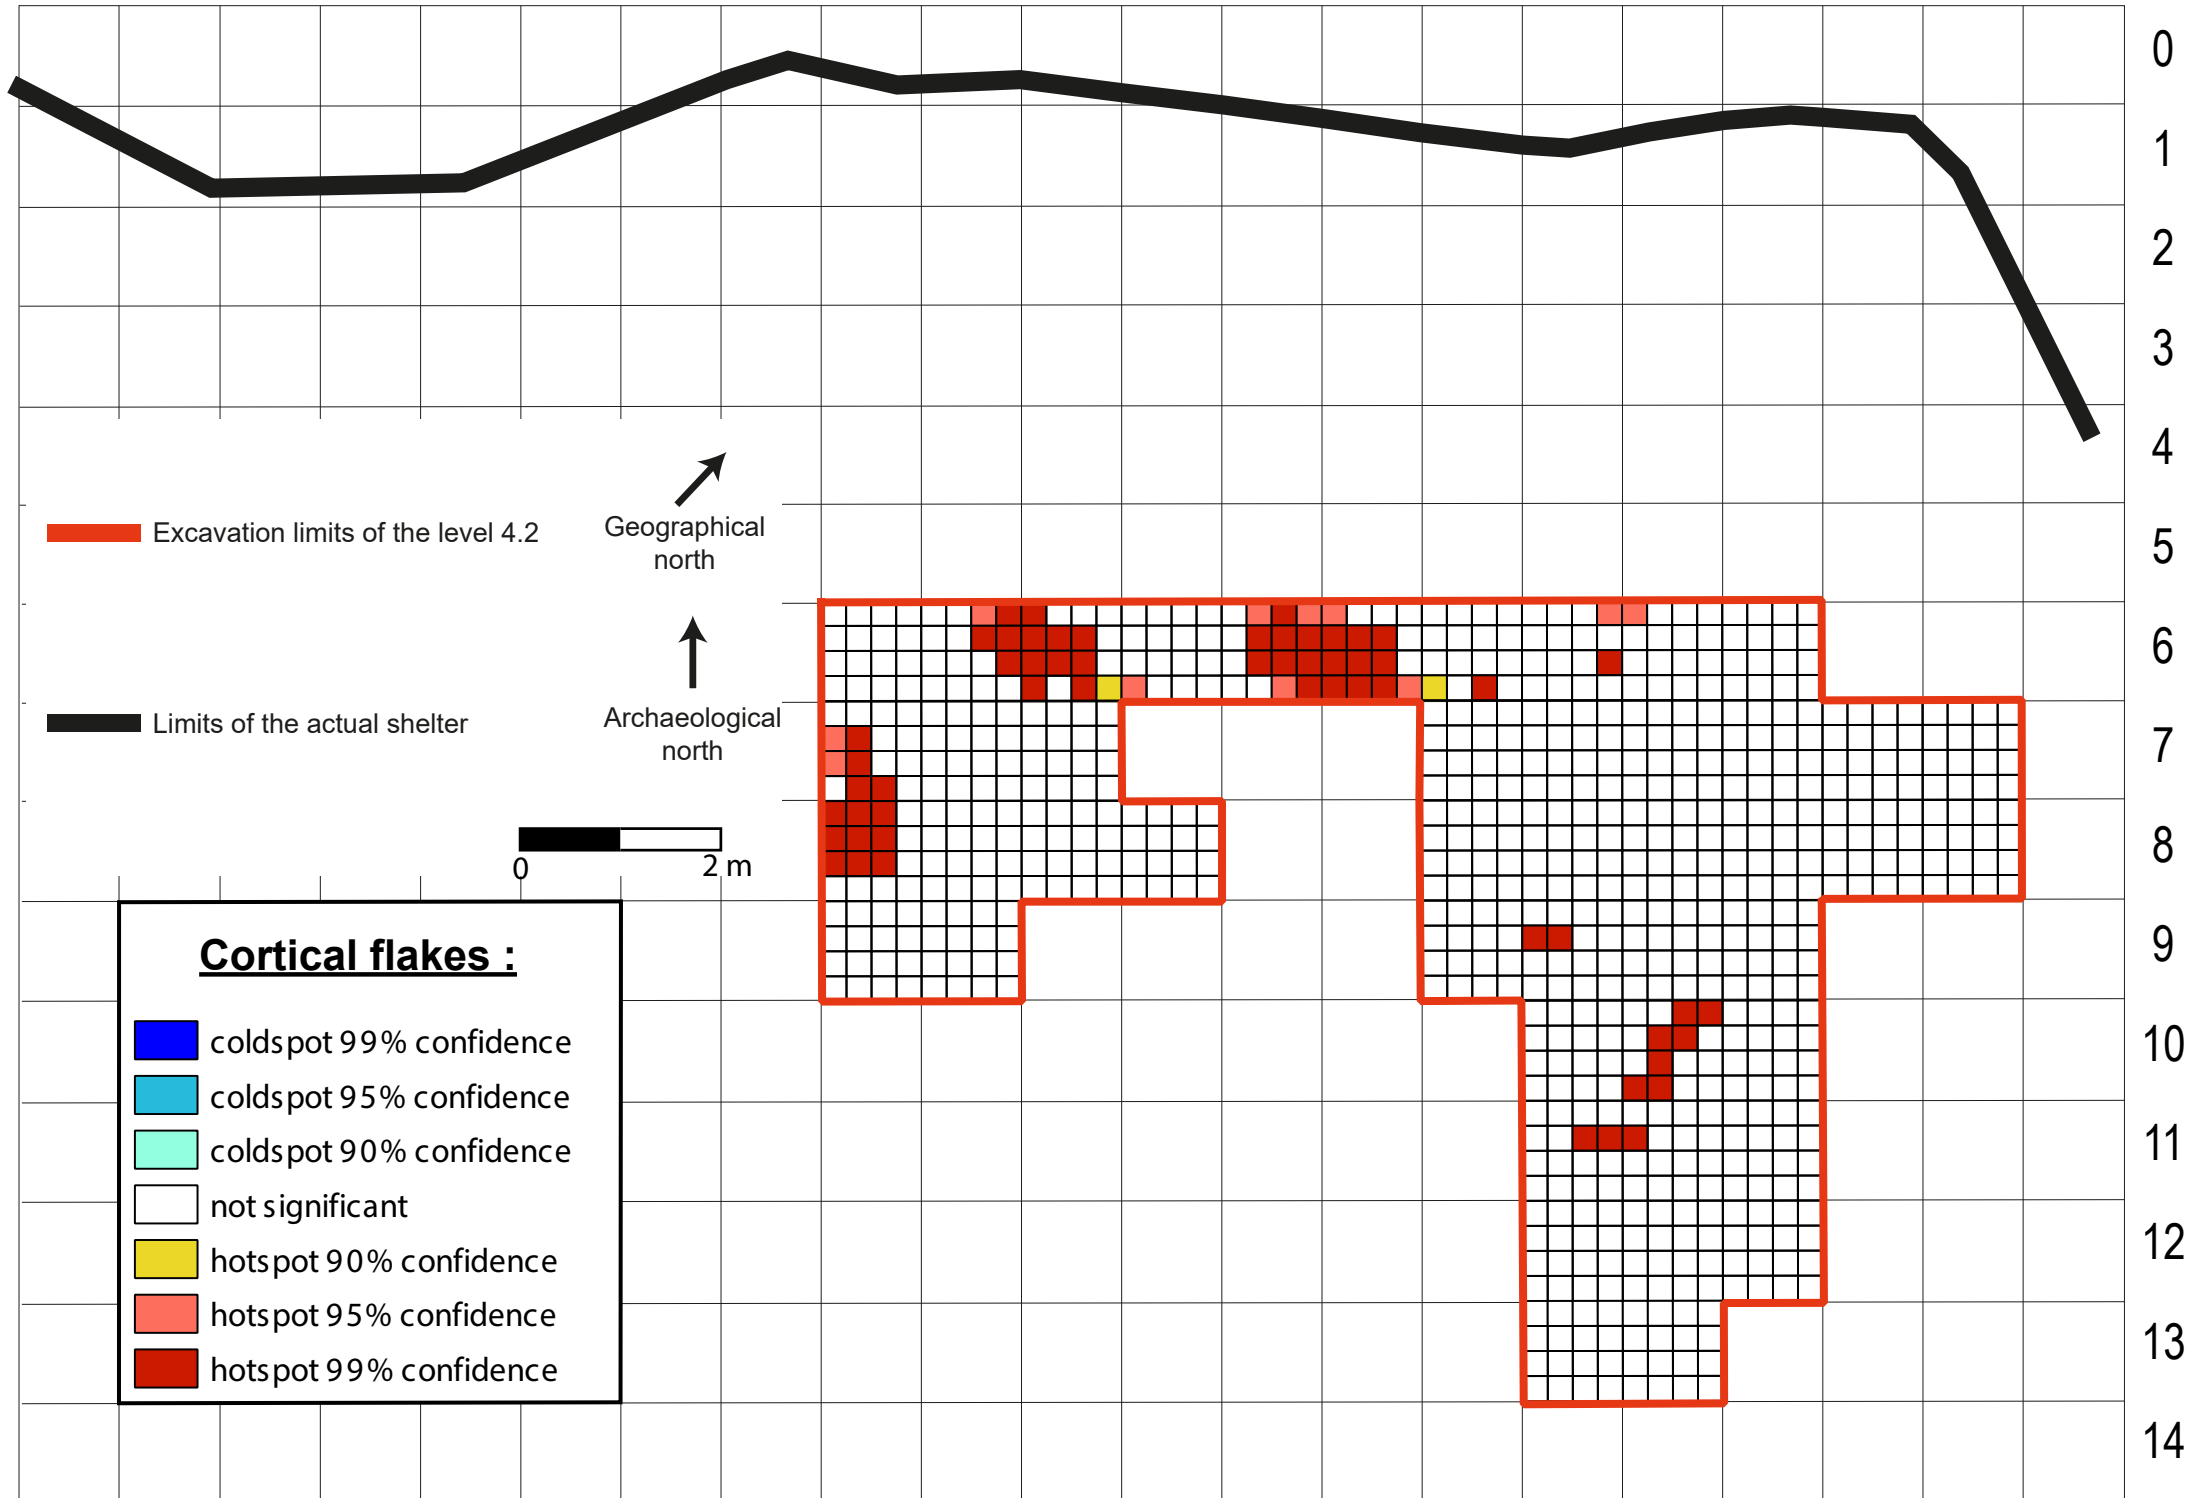 0
1
2
3
4
5
6
7
8
9
10
11
12
13
14
Geographical
north
Excavation limits of the level 4.2
Archaeological
north
Limits of the actual shelter
0 2 m
Cortical flakes :
coldspot 99% confidence
coldspot 95% confidence
coldspot 90% confidence
not significant
hotspot 90% confidence
hotspot 95% confidence
hotspot 99% confidence